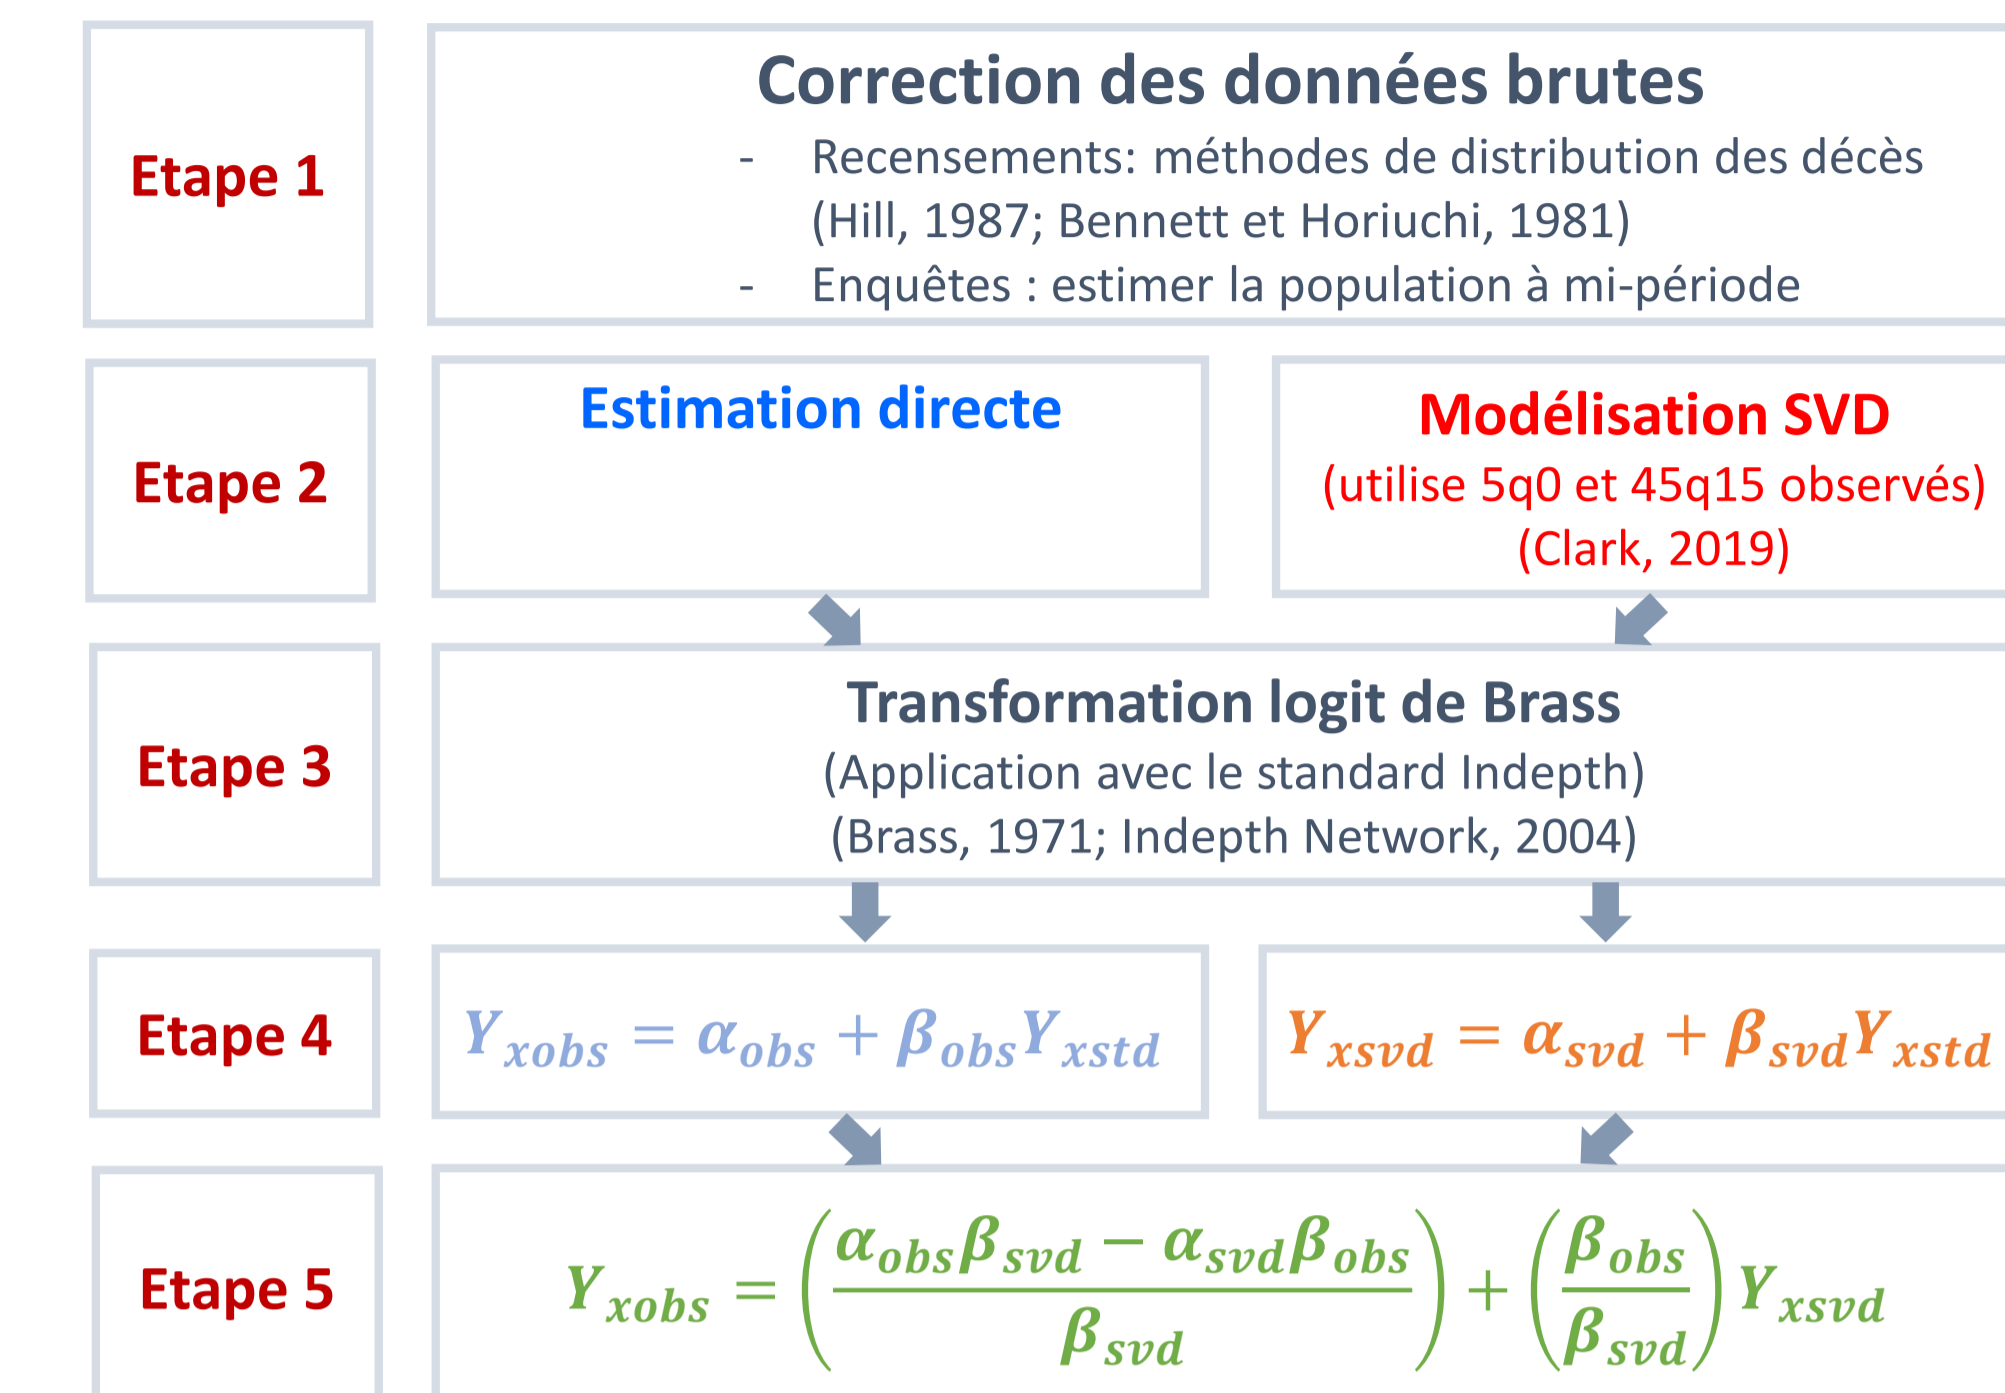 Etape 1
Correction des données brutes
- Recensements: méthodes de distribution des décès
(Hill, 1987; Bennett et Horiuchi, 1981)
- Enquêtes : estimer la population à mi-période
Etape 2
Estimation directe
Modélisation SVD
(utilise 5q0 et 45q15 observés)
(Clark, 2019)
Etape 3
Transformation logit de Brass
(Application avec le standard Indepth)
(Brass, 1971; Indepth Network, 2004)
Etape 4
Y_xobs = α_obs + β_obs Y_xstd
Y_xsvd = α_svd + β_svd Y_xstd
Etape 5
Y_xobs = ((α_obs β_svd − α_svd β_obs) / β_svd) + (β_obs / β_svd) Y_xsvd